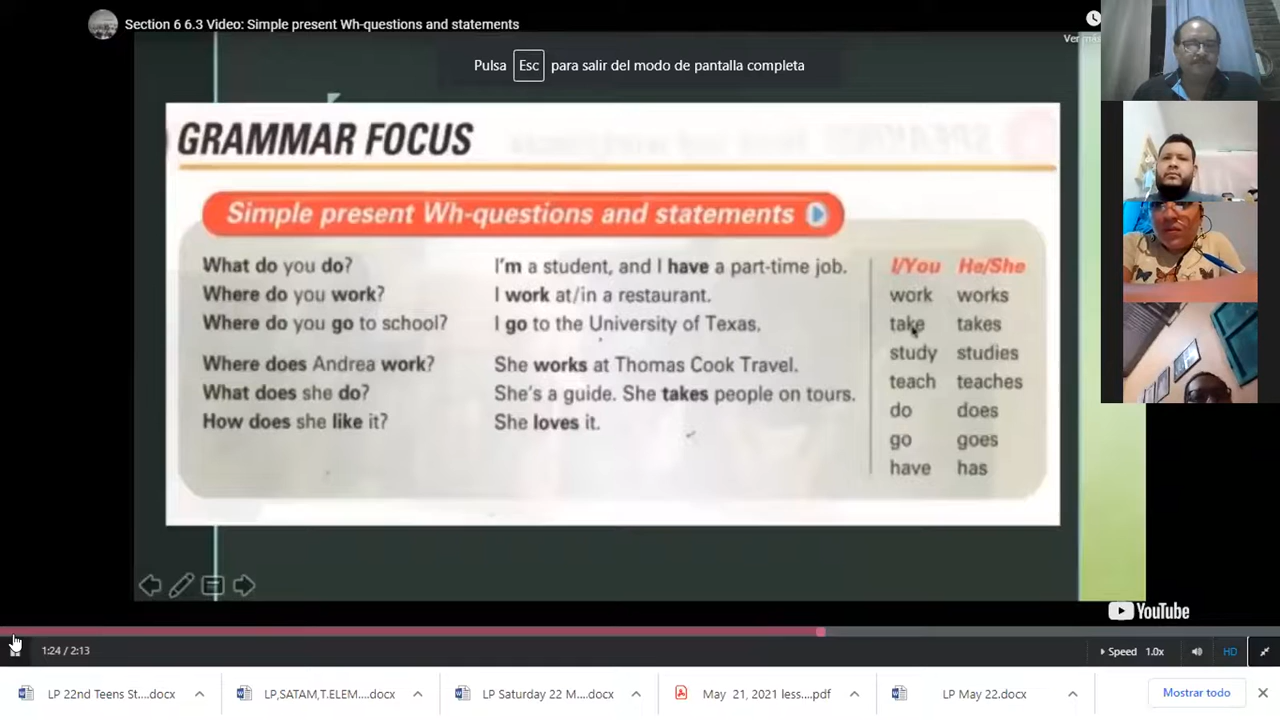 Section 6 6.3 Video: Simple present Wh-questions and statements
Pulsa Esc para salir del modo de pantalla completa
GRAMMAR FOCUS
Simple present Wh-questions and statements
What do you do? I'm a student, and I have a part-time job. I/You He/She
Where do you work? I work at/in a restaurant. work works
Where do you go to school? I go to the University of Texas. take takes
study studies
Where does Andrea work? She works at Thomas Cook Travel.
teach teaches
What does she do? She's a guide. She takes people on tours.
do does
How does she like it? She loves it.
go goes
have has
YouTube
1:24 / 2:13 Speed 1.0x HD
LP 22nd Teens St....docx LP,SATAM,T.ELEM....docx LP Saturday 22 M....docx May 21, 2021 less....pdf LP May 22.docx Mostrar todo